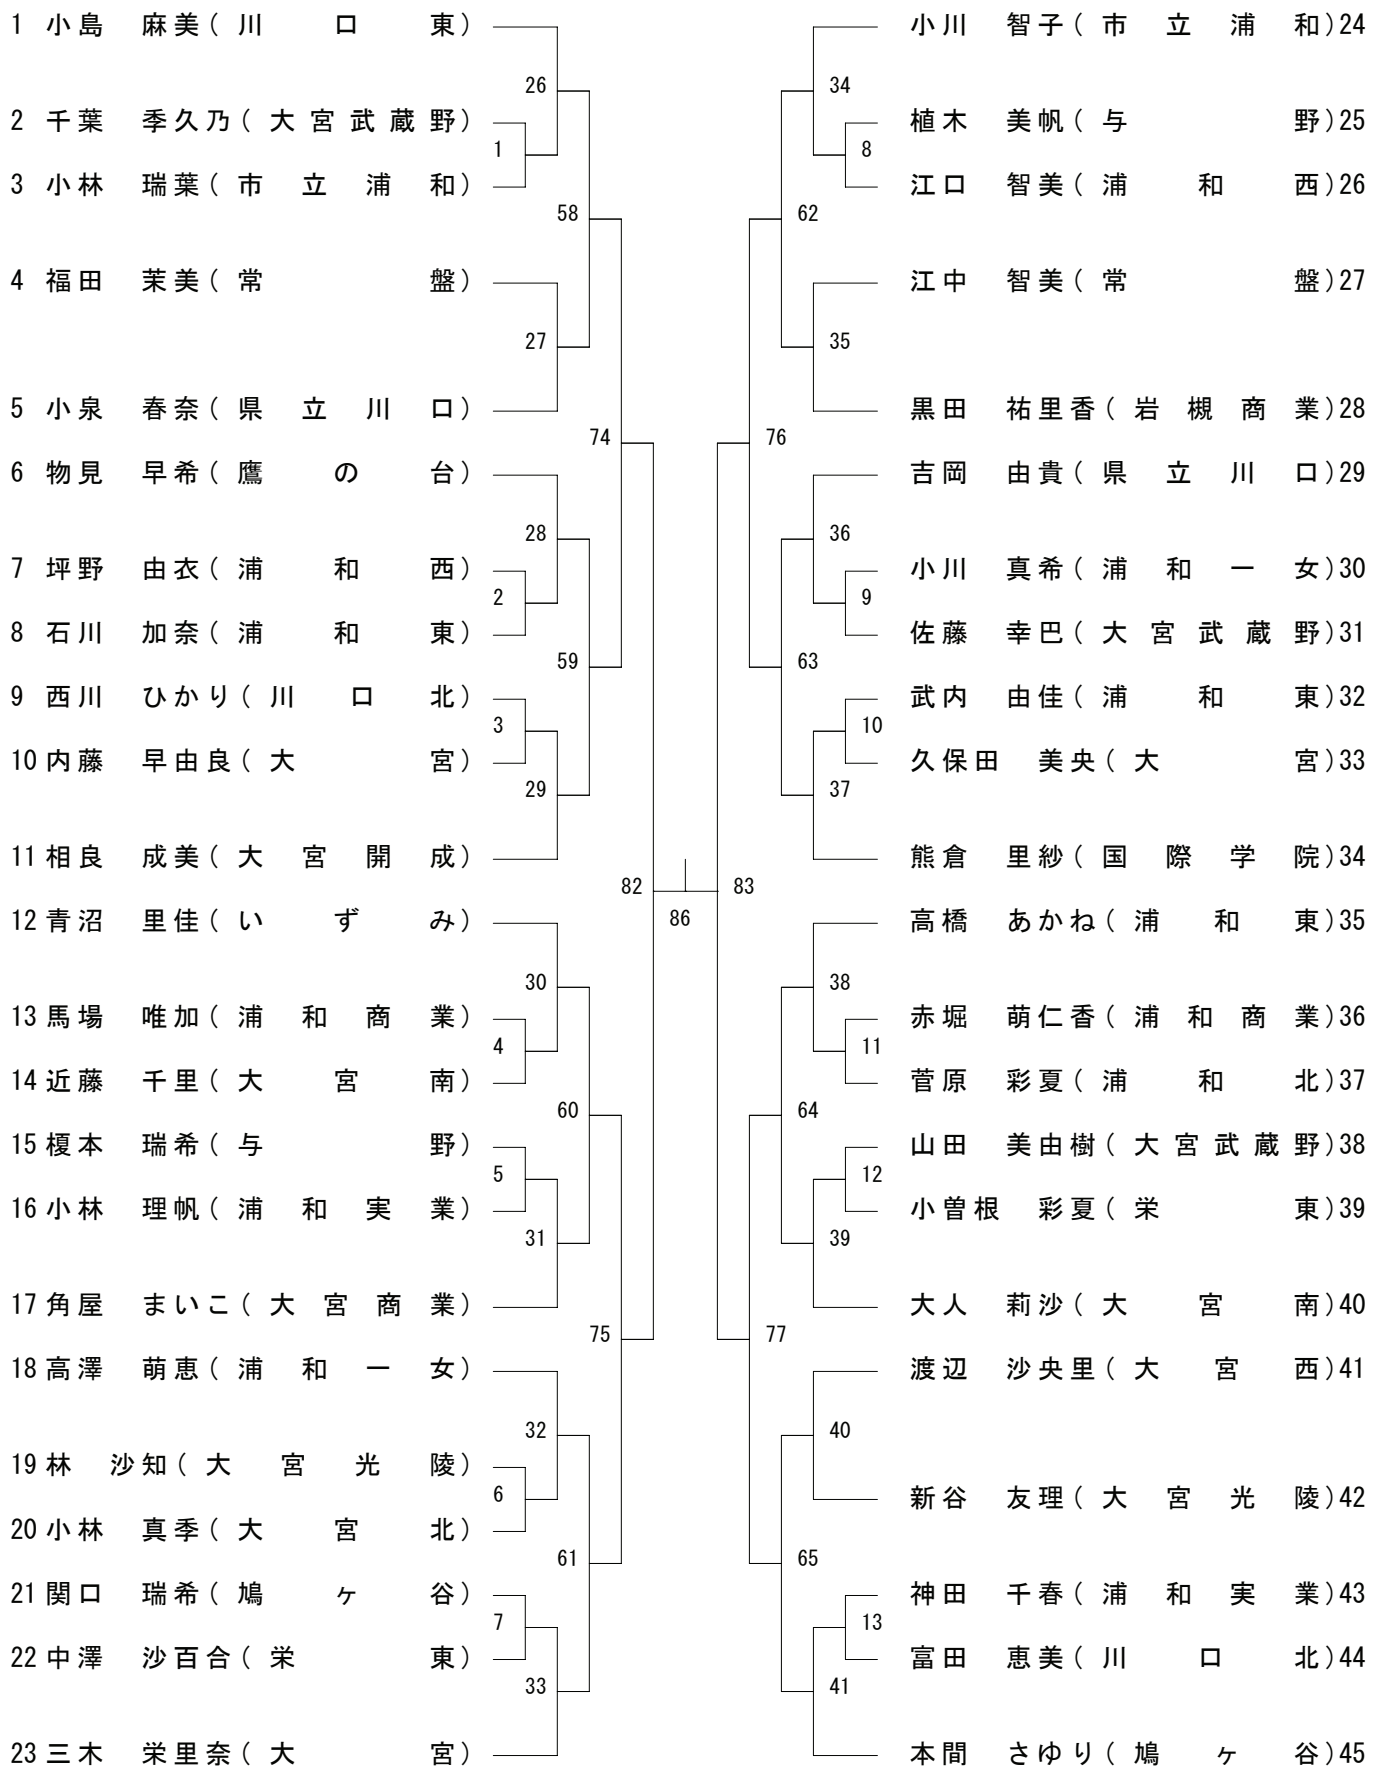 1 小島 麻美(川口東)
26
2 千葉 季久乃(大宮武蔵野)
1
3 小林 瑞葉(市立浦和)
58
4 福田 茉美(常盤)
27
5 小泉 春奈(県立川口)
74
6 物見 早希(鷹の台)
28
7 坪野 由衣(浦和西)
2
8 石川 加奈(浦和東)
59
9 西川 ひかり(川口北)
3
10 内藤 早由良(大宮)
29
11 相良 成美(大宮開成)
82
12 青沼 里佳(いずみ)
30
13 馬場 唯加(浦和商業)
4
14 近藤 千里(大宮南)
60
15 榎本 瑞希(与野)
5
16 小林 理帆(浦和実業)
31
17 角屋 まいこ(大宮商業)
75
18 高澤 萌恵(浦和一女)
32
19 林 沙知(大宮光陵)
6
20 小林 真季(大宮北)
61
21 関口 瑞希(鳩ヶ谷)
7
22 中澤 沙百合(栄東)
33
23 三木 栄里奈(大宮)
86
小川 智子(市立浦和)24
34
植木 美帆(与野)25
8
江口 智美(浦和西)26
62
江中 智美(常盤)27
35
黒田 祐里香(岩槻商業)28
76
吉岡 由貴(県立川口)29
36
小川 真希(浦和一女)30
9
佐藤 幸巴(大宮武蔵野)31
63
武内 由佳(浦和東)32
10
久保田 美央(大宮)33
37
熊倉 里紗(国際学院)34
83
高橋 あかね(浦和東)35
38
赤堀 萌仁香(浦和商業)36
11
菅原 彩夏(浦和北)37
64
山田 美由樹(大宮武蔵野)38
12
小曽根 彩夏(栄東)39
39
大人 莉沙(大宮南)40
77
渡辺 沙央里(大宮西)41
40
新谷 友理(大宮光陵)42
65
神田 千春(浦和実業)43
13
富田 恵美(川口北)44
41
本間 さゆり(鳩ヶ谷)45